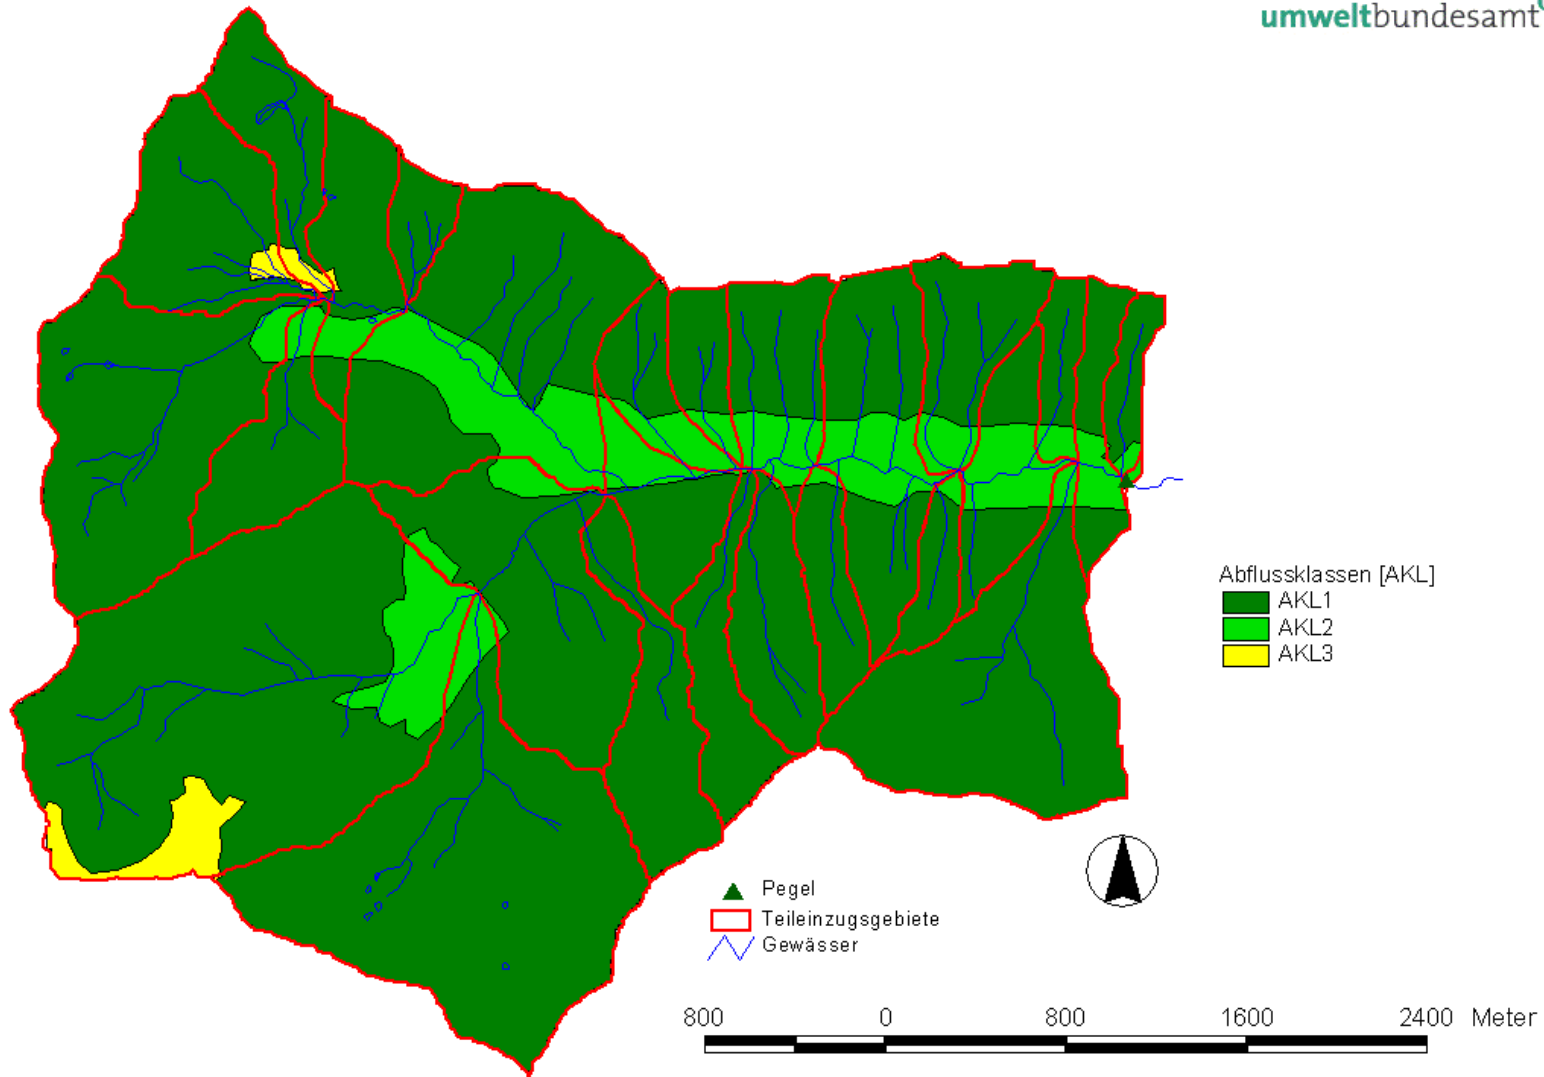 umweltbundesamt
Abflussklassen [AKL]
AKL1
AKL2
AKL3
Pegel
Teileinzugsgebiete
Gewässer
800 0 800 1600 2400 Meter